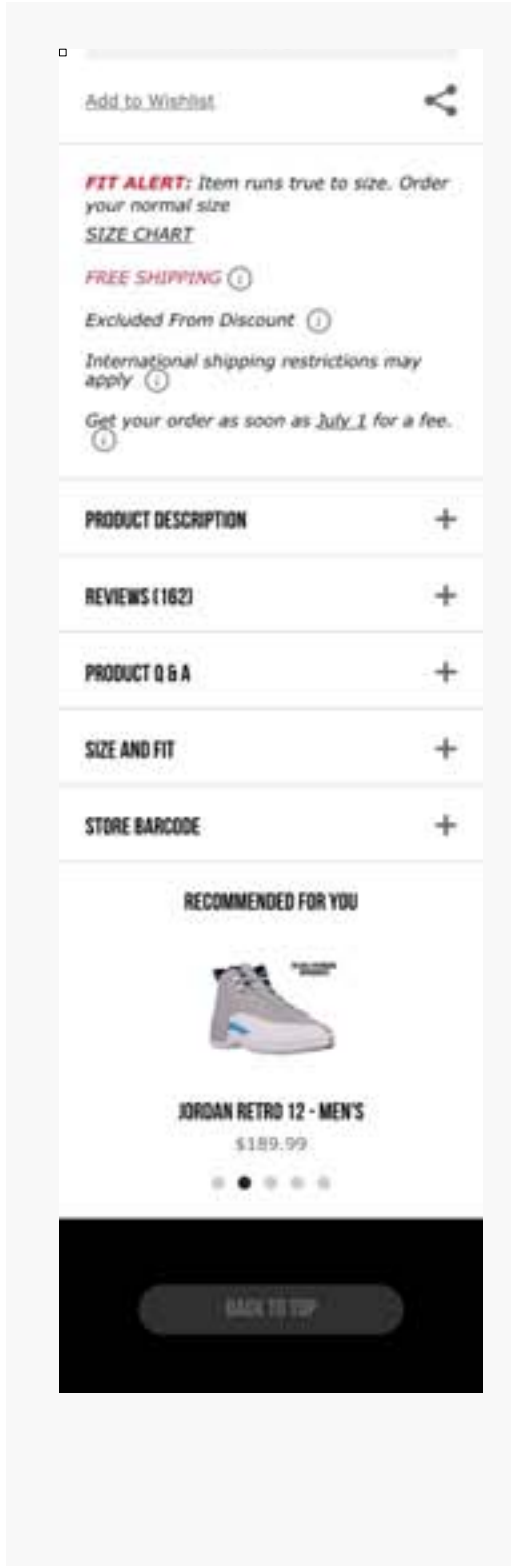 Add to Wishlist
FIT ALERT: Item runs true to size. Order
your normal size
SIZE CHART
FREE SHIPPING
Excluded From Discount
International shipping restrictions may
apply
Get your order as soon as July 1 for a fee.
PRODUCT DESCRIPTION
REVIEWS (162)
PRODUCT Q & A
SIZE AND FIT
STORE BARCODE
RECOMMENDED FOR YOU
JORDAN RETRO 12 - MEN'S
$189.99
BACK TO TOP